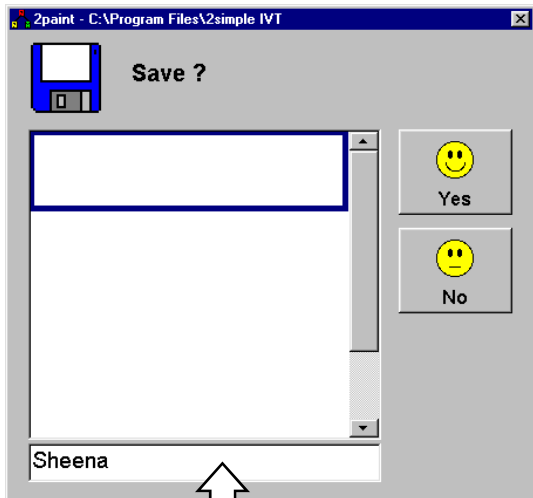 2paint - C:\Program Files\2simple IVT
Save ?
Yes
No
Sheena